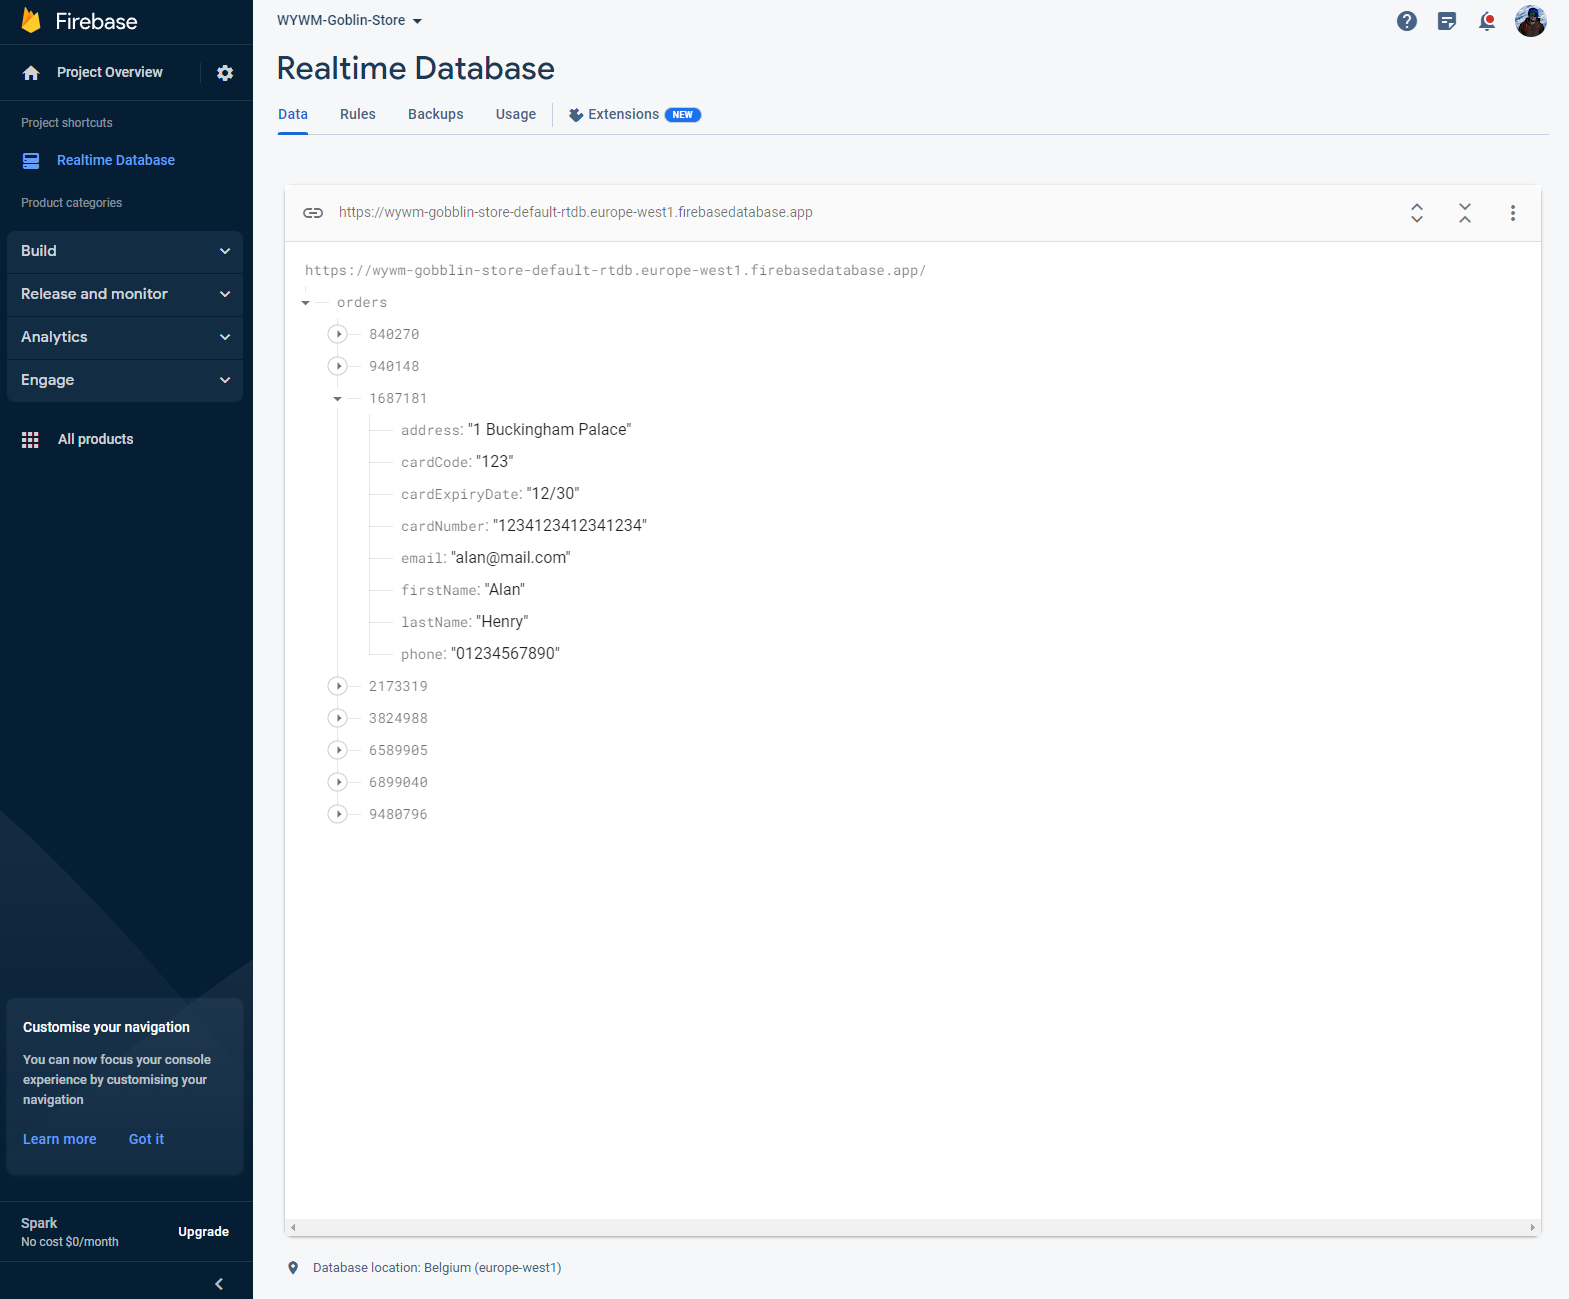 Firebase
Project Overview
Project shortcuts
Realtime Database
Product categories
Build
Release and monitor
Analytics
Engage
All products
Customise your navigation
You can now focus your console
experience by customising your
navigation
Learn more Got it
Spark
No cost $0/month
Upgrade
WYWM-Goblin-Store
Realtime Database
Data Rules Backups Usage Extensions NEW
https://wywm-gobblin-store-default-rtdb.europe-west1.firebasedatabase.app
https://wywm-gobblin-store-default-rtdb.europe-west1.firebasedatabase.app/
orders
840270
940148
1687181
address: "1 Buckingham Palace"
cardCode: "123"
cardExpiryDate: "12/30"
cardNumber: "1234123412341234"
email: "alan@mail.com"
firstName: "Alan"
lastName: "Henry"
phone: "01234567890"
2173319
3824988
6589905
6899040
9480796
Database location: Belgium (europe-west1)